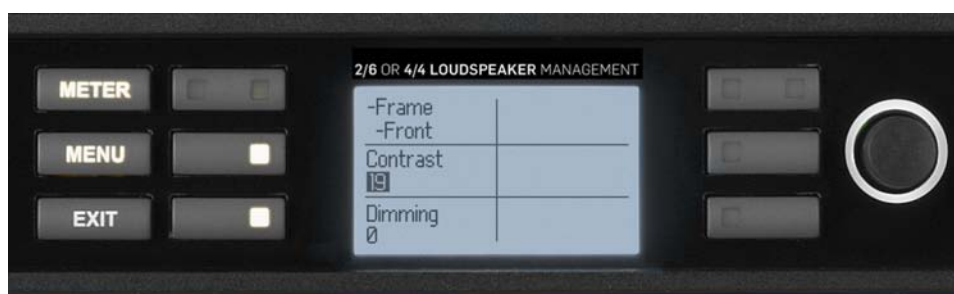 2/6 OR 4/4 LOUDSPEAKER MANAGEMENT
METER
-Frame
-Front
MENU
Contrast
19
EXIT
Dimming
0